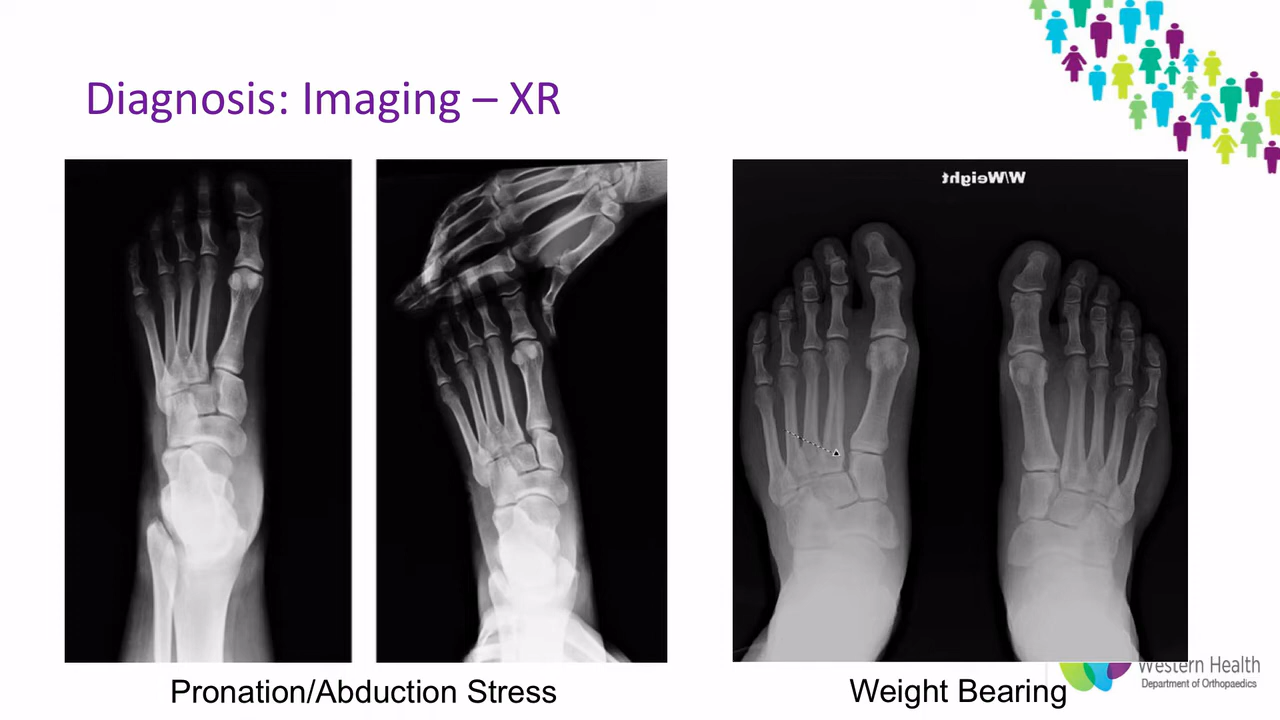 Diagnosis: Imaging – XR
W/Weight
Pronation/Abduction Stress
Weight Bearing
Western Health
Department of Orthopaedics